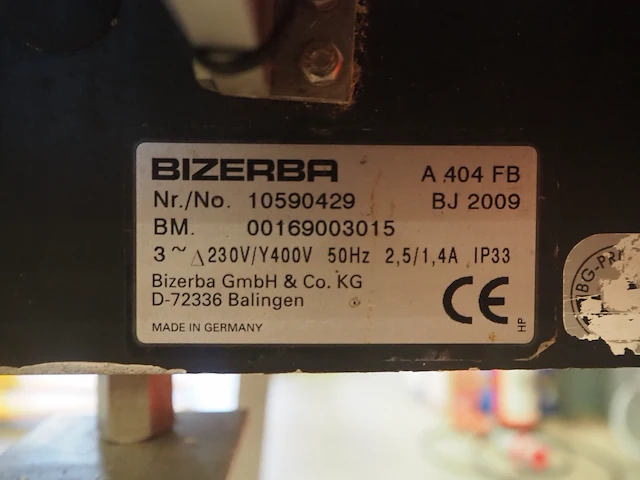 BIZERBA A 404 FB
Nr./No. 10590429 BJ 2009
BM. 00169003015
3 ~ △230V/Y400V 50Hz 2,5/1,4A IP33
Bizerba GmbH & Co. KG
D-72336 Balingen
CE
MADE IN GERMANY
HP